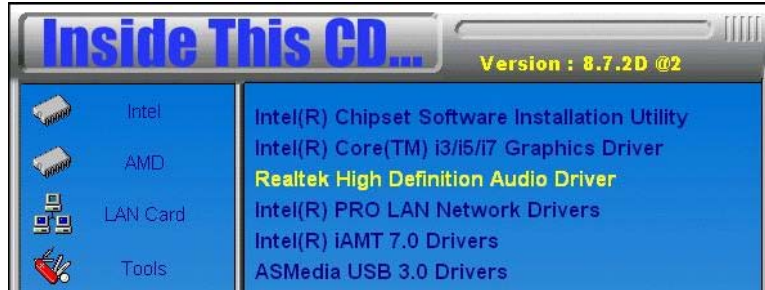 Inside This CD...
Version : 8.7.2D @2
Intel
AMD
LAN Card
Tools
Intel(R) Chipset Software Installation Utility
Intel(R) Core(TM) i3/i5/i7 Graphics Driver
Realtek High Definition Audio Driver
Intel(R) PRO LAN Network Drivers
Intel(R) iAMT 7.0 Drivers
ASMedia USB 3.0 Drivers